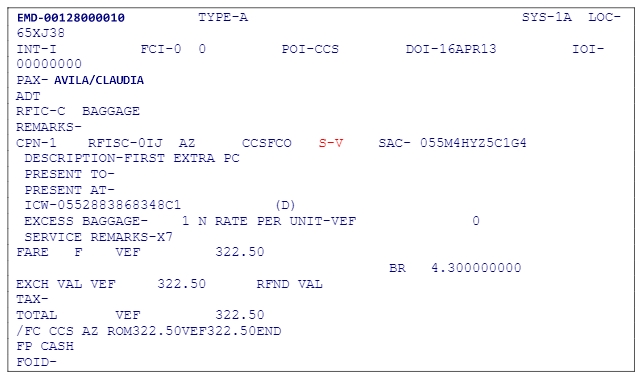 EMD-00128000010 TYPE-A SYS-1A LOC-
65XJ38
INT-I FCI-0 0 POI-CCS DOI-16APR13 IOI-
00000000
PAX- AVILA/CLAUDIA
ADT
RFIC-C BAGGAGE
REMARKS-
CPN-1 RFISC-0IJ AZ CCSFCO S-V SAC- 055M4HYZ5C1G4
DESCRIPTION-FIRST EXTRA PC
PRESENT TO-
PRESENT AT-
ICW-0552883868348C1 (D)
EXCESS BAGGAGE- 1 N RATE PER UNIT-VEF 0
SERVICE REMARKS-X7
FARE F VEF 322.50
BR 4.300000000
EXCH VAL VEF 322.50 RFND VAL
TAX-
TOTAL VEF 322.50
/FC CCS AZ ROM322.50VEF322.50END
FP CASH
FOID-